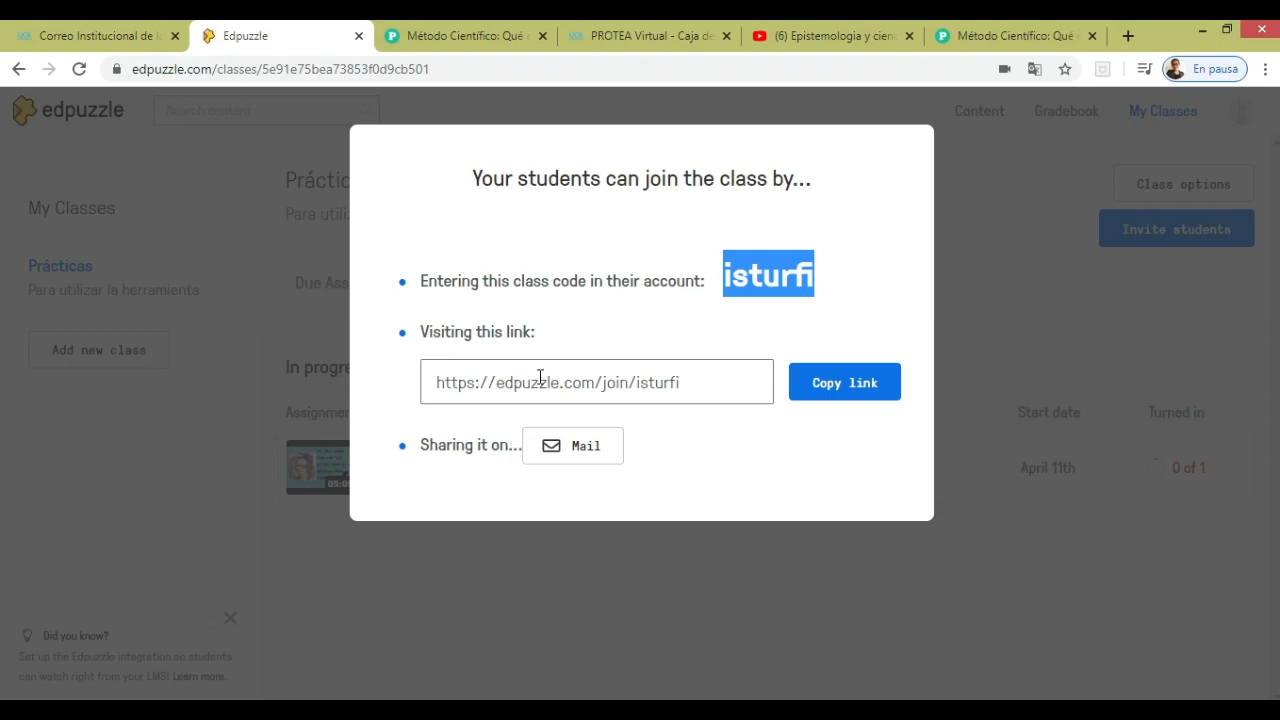 Correo Institucional de l
Edpuzzle
Método Científico: Qué e
PROTEA Virtual - Caja de
(6) Epistemologia y cien
Método Científico: Qué e
edpuzzle.com/classes/5e91e75bea73853f0d9cb501
En pausa
edpuzzle
Search content
Content
Gradebook
My Classes
Your students can join the class by...
Práctic
Class options
My Classes
Para utili
Invite students
Prácticas
Entering this class code in their account: isturfi
Para utilizar la herramienta
Due Ass
Visiting this link:
Add new class
In progre
https://edpuzzle.com/join/isturfi
Copy link
Assignmen
Start date
Turned in
Sharing it on...
Mail
05:05
April 11th
0 of 1
Did you know?
Set up the Edpuzzle integration so students
can watch right from your LMS! Learn more.